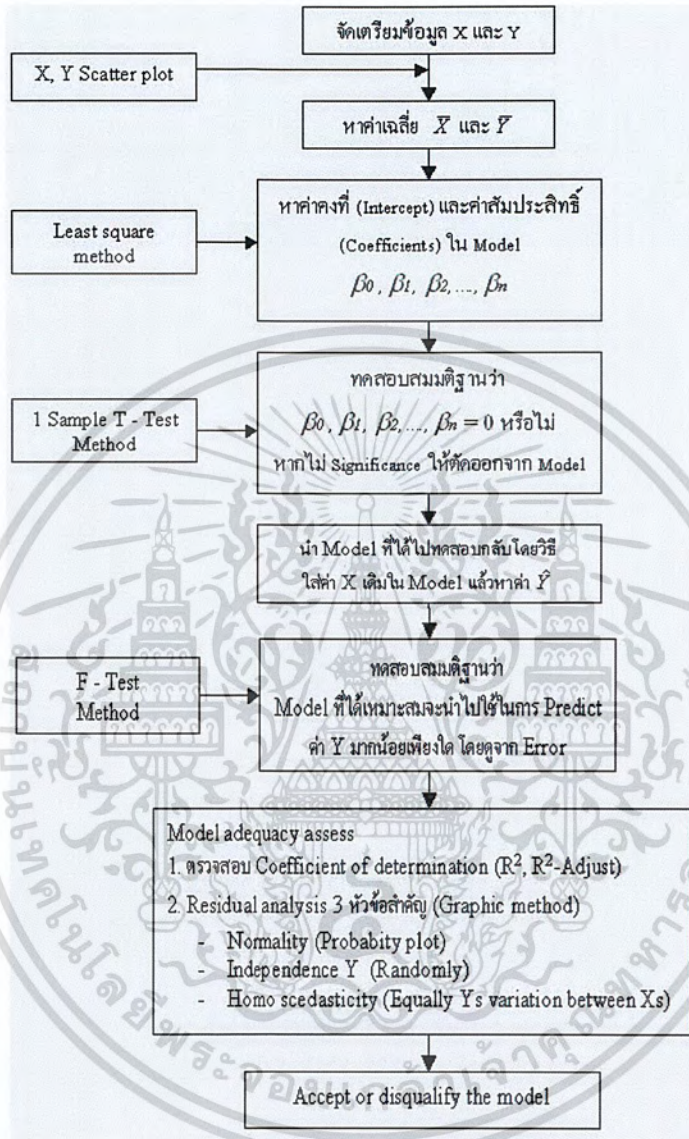 จัดเตรียมข้อมูล X และ Y
X, Y Scatter plot
หาค่าเฉลี่ย X̄ และ Ȳ
หาค่าคงที่ (Intercept) และค่าสัมประสิทธิ์
(Coefficients) ใน Model
β0 , β1, β2, ...., βn
Least square
method
ทดสอบสมมติฐานว่า
β0 , β1, β2, ...., βn = 0 หรือไม่
หากไม่ Significance ให้ตัดออกจาก Model
1 Sample T - Test
Method
นำ Model ที่ได้ไปทดสอบกลับโดยวิธี
ใส่ค่า X เดิมใน Model แล้วหาค่า Ŷ
ทดสอบสมมติฐานว่า
Model ที่ได้เหมาะสมจะนำไปใช้ในการ Predict
ค่า Y มากน้อยเพียงใด โดยดูจาก Error
F - Test
Method
Model adequacy assess
1. ตรวจสอบ Coefficient of determination (R², R²-Adjust)
2. Residual analysis 3 หัวข้อสำคัญ (Graphic method)
- Normality (Probabity plot)
- Independence Y (Randomly)
- Homo scedasticity (Equally Ys variation between Xs)
Accept or disqualify the model